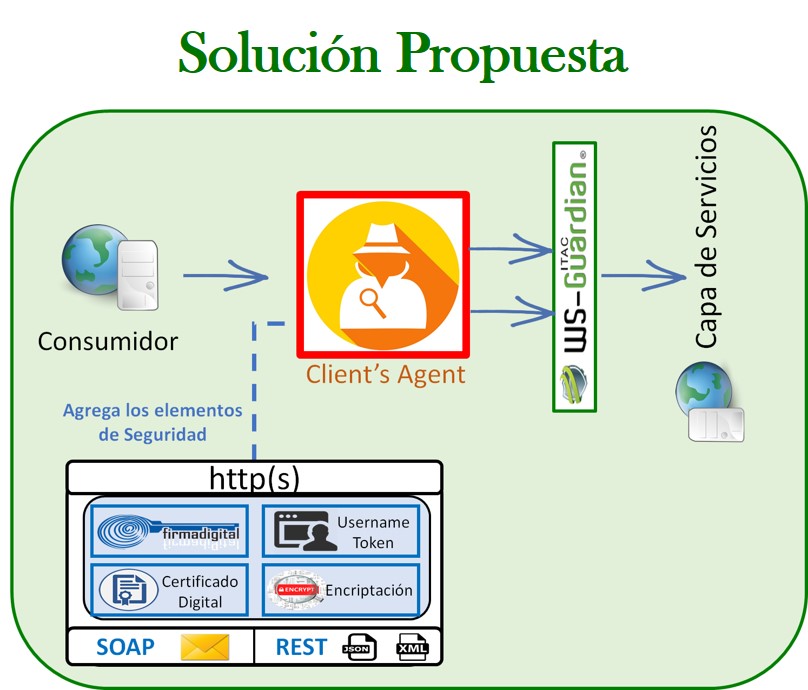 Solución Propuesta
Capa de Servicios
ITAC
WS-Guardian®
Consumidor
Client's Agent
Agrega los elementos
de Seguridad
http(s)
firmadigital
Username
Token
Certificado
Digital
ENCRYPT
Encriptación
SOAP
REST
JSON
XML